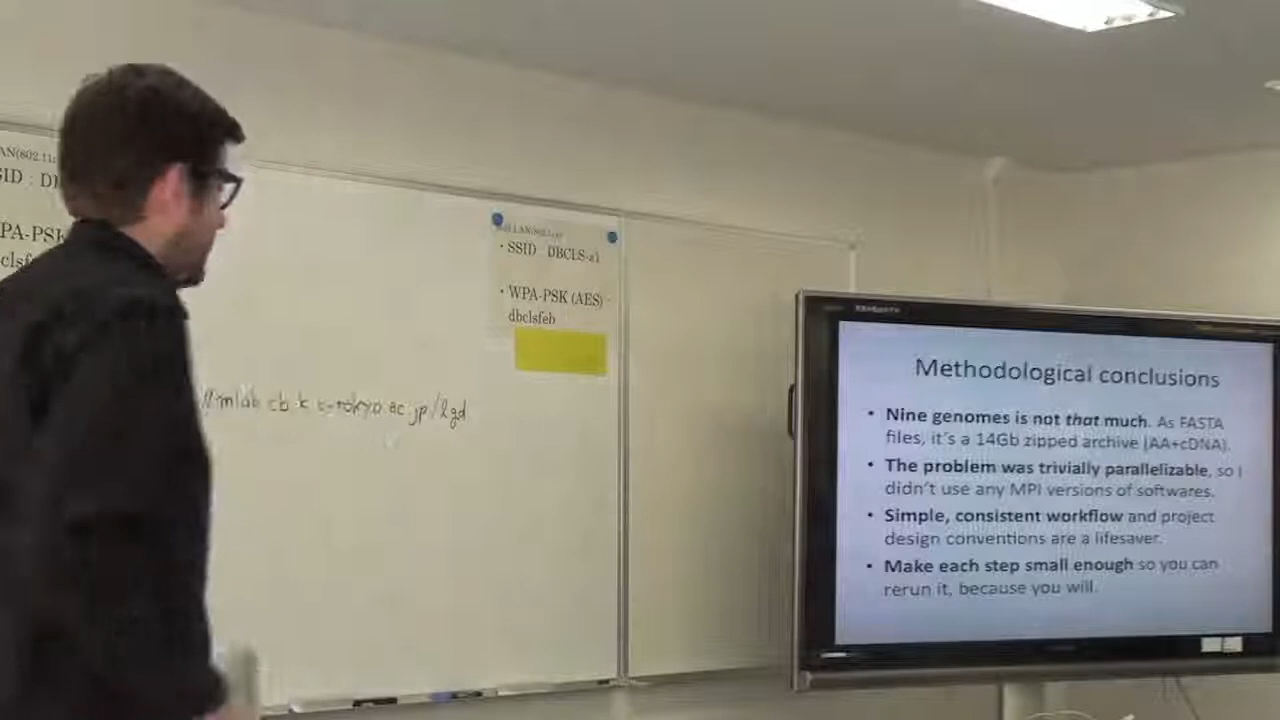 SSID : DBCLS-a1
WPA-PSK (AES)
dbclsfeb
Methodological conclusions
• Nine genomes is not that much. As FASTA
files, it's a 14Gb zipped archive (AA+cDNA).
• The problem was trivially parallelizable, so I
didn't use any MPI versions of softwares.
• Simple, consistent workflow and project
design conventions are a lifesaver.
• Make each step small enough so you can
rerun it, because you will.